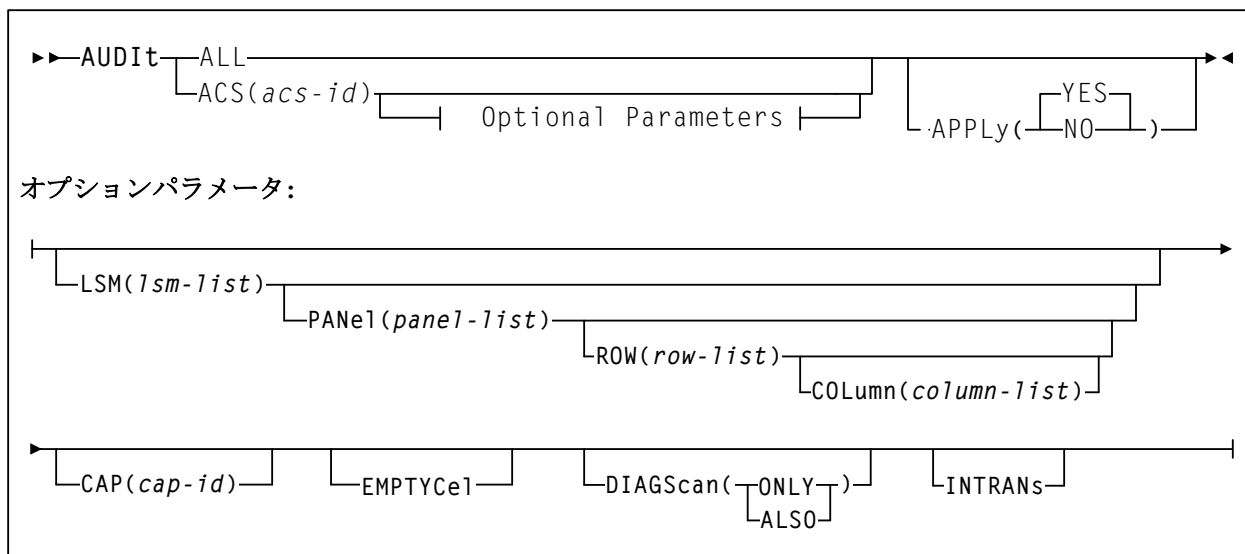 AUDIt ALL
ACS(acs-id)
Optional Parameters
YES
APPLy( NO )
オプションパラメータ:
LSM(lsm-list)
PANel(panel-list)
ROW(row-list)
COLumn(column-list)
CAP(cap-id) EMPTYCel DIAGScan( ONLY ) INTRANs
ALSO